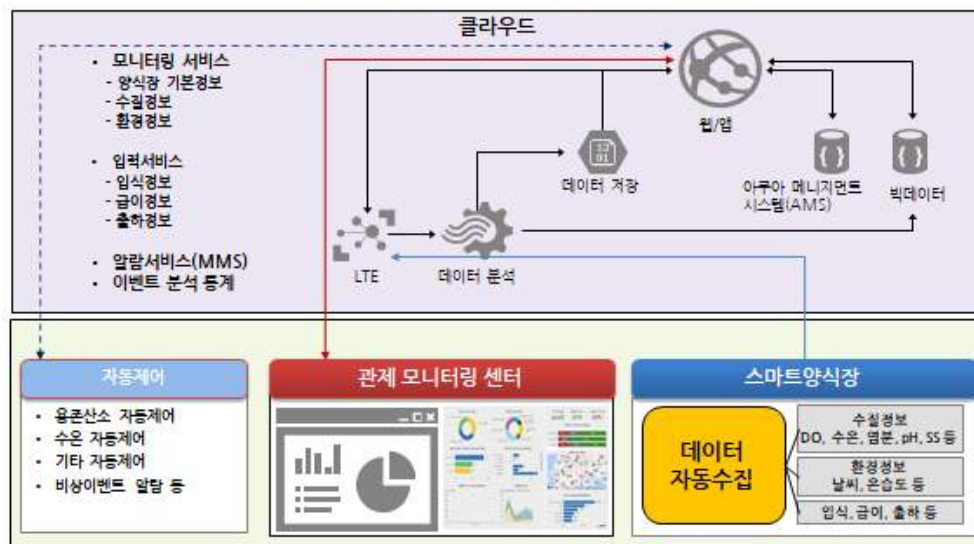 클라우드
• 모니터링 서비스
- 양식장 기본정보
- 수질정보
- 환경정보
• 입력서비스
- 입식정보
- 급이정보
- 출하정보
• 알람서비스(MMS)
• 이벤트 분석 통계
웹/앱
데이터 저장
아쿠아 메니지먼트
시스템(AMS)
빅데이터
LTE
데이터 분석
자동제어
• 용존산소 자동제어
• 수온 자동제어
• 기타 자동제어
• 비상이벤트 알람 등
관제 모니터링 센터
스마트양식장
데이터
자동수집
수질정보
DO, 수온, 염분, pH, SS 등
환경정보
날씨, 온습도 등
입식, 급이, 출하 등